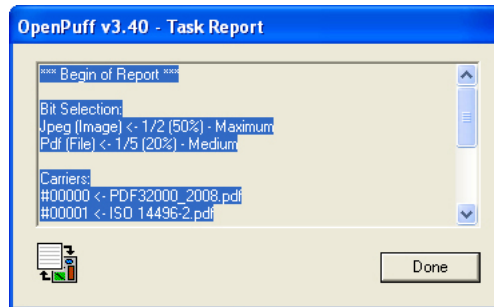 OpenPuff v3.40 - Task Report
*** Begin of Report ***
Bit Selection:
Jpeg (Image) <- 1/2 (50%) - Maximum
Pdf (File) <- 1/5 (20%) - Medium
Carriers:
#00000 <- PDF32000_2008.pdf
#00001 <- ISO 14496-2.pdf
Done